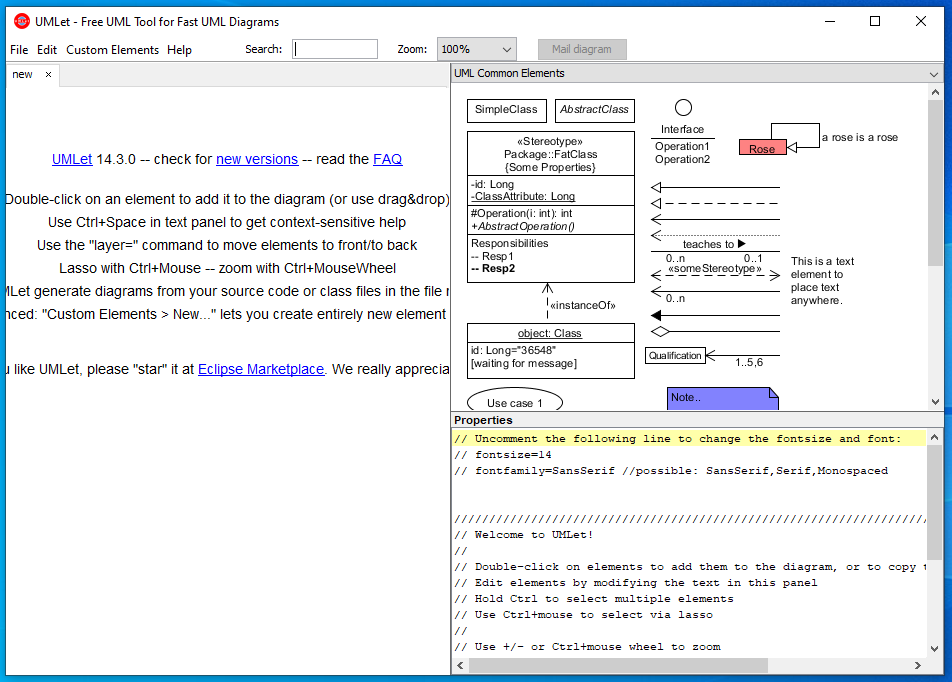 UMLet - Free UML Tool for Fast UML Diagrams
File Edit Custom Elements Help Search: Zoom: 100% Mail diagram
new
UMLet 14.3.0 -- check for new versions -- read the FAQ
Double-click on an element to add it to the diagram (or use drag&drop)
Use Ctrl+Space in text panel to get context-sensitive help
Use the "layer=" command to move elements to front/to back
Lasso with Ctrl+Mouse -- zoom with Ctrl+MouseWheel
MLet generate diagrams from your source code or class files in the file
nced: "Custom Elements > New..." lets you create entirely new element
u like UMLet, please "star" it at Eclipse Marketplace. We really apprecia
UML Common Elements
SimpleClass
AbstractClass
Interface
Operation1
Operation2
Rose
a rose is a rose
«Stereotype»
Package::FatClass
{Some Properties}
-id: Long
-ClassAttribute: Long
#Operation(i: int): int
+AbstractOperation()
Responsibilities
-- Resp1
-- Resp2
teaches to
0..n 0..1
«someStereotype»
0..n
This is a text
element to
place text
anywhere.
«instanceOf»
object: Class
id: Long="36548"
[waiting for message]
Qualification
1..5,6
Use case 1
Note..
Properties
// Uncomment the following line to change the fontsize and font:
// fontsize=14
// fontfamily=SansSerif //possible: SansSerif,Serif,Monospaced
////////////////////////////////////////////////////////////////////
// Welcome to UMLet!
//
// Double-click on elements to add them to the diagram, or to copy t
// Edit elements by modifying the text in this panel
// Hold Ctrl to select multiple elements
// Use Ctrl+mouse to select via lasso
//
// Use +/- or Ctrl+mouse wheel to zoom